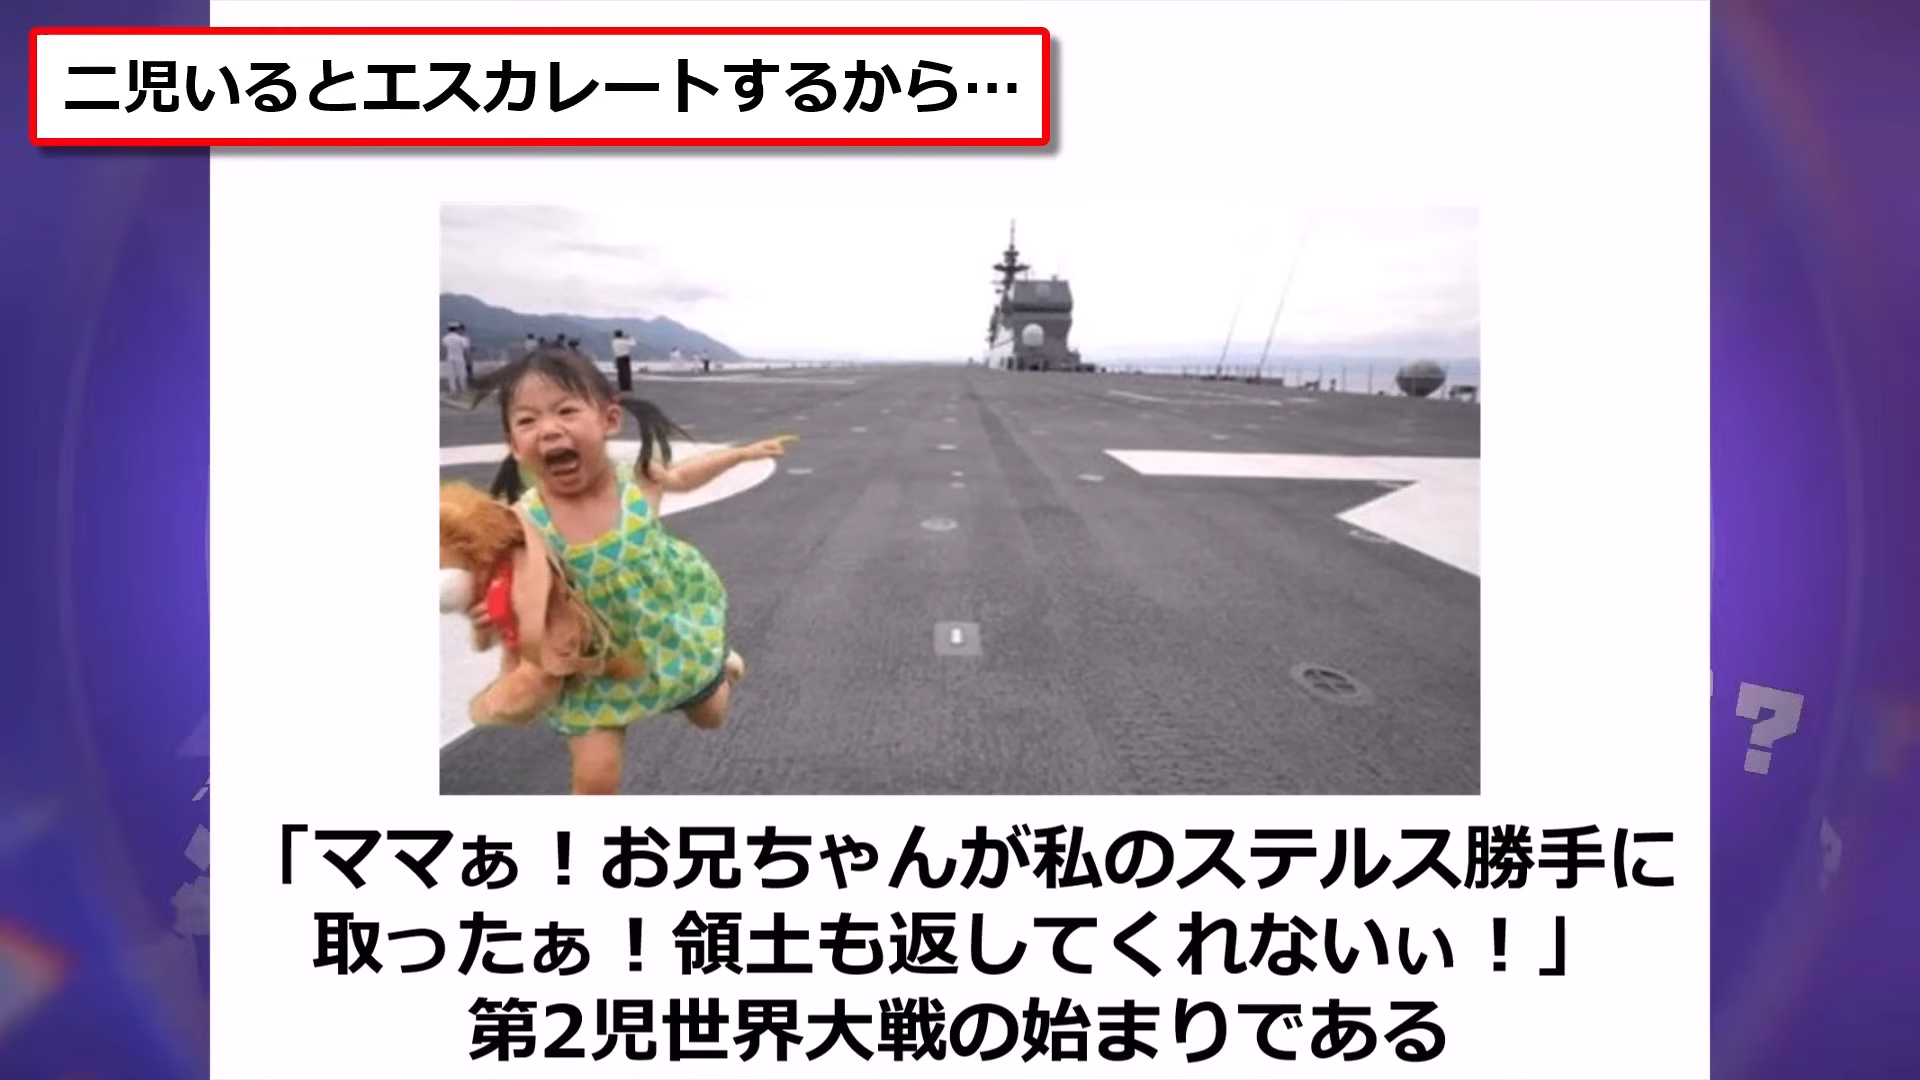 二児いるとエスカレートするから…
「ママぁ！お兄ちゃんが私のステルス勝手に
取ったぁ！領土も返してくれないぃ！」
第2児世界大戦の始まりである